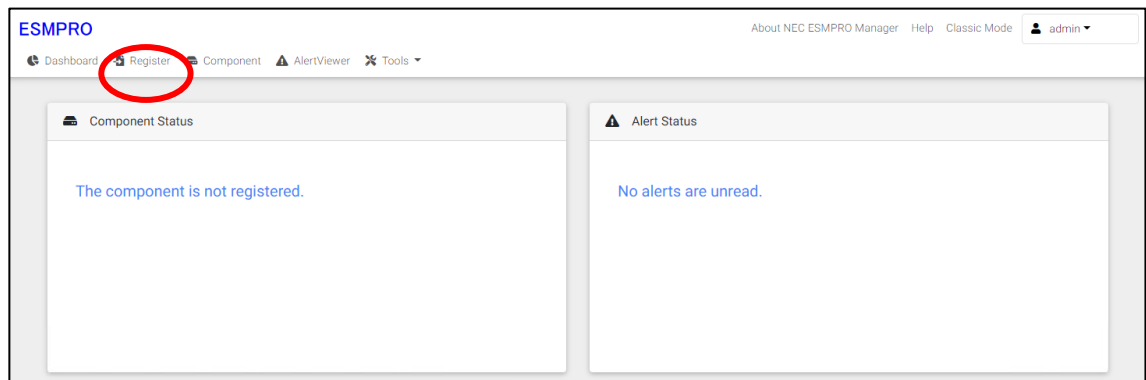 ESMPRO
About NEC ESMPRO Manager Help Classic Mode admin
Dashboard Register Component AlertViewer Tools
Component Status
Alert Status
The component is not registered.
No alerts are unread.